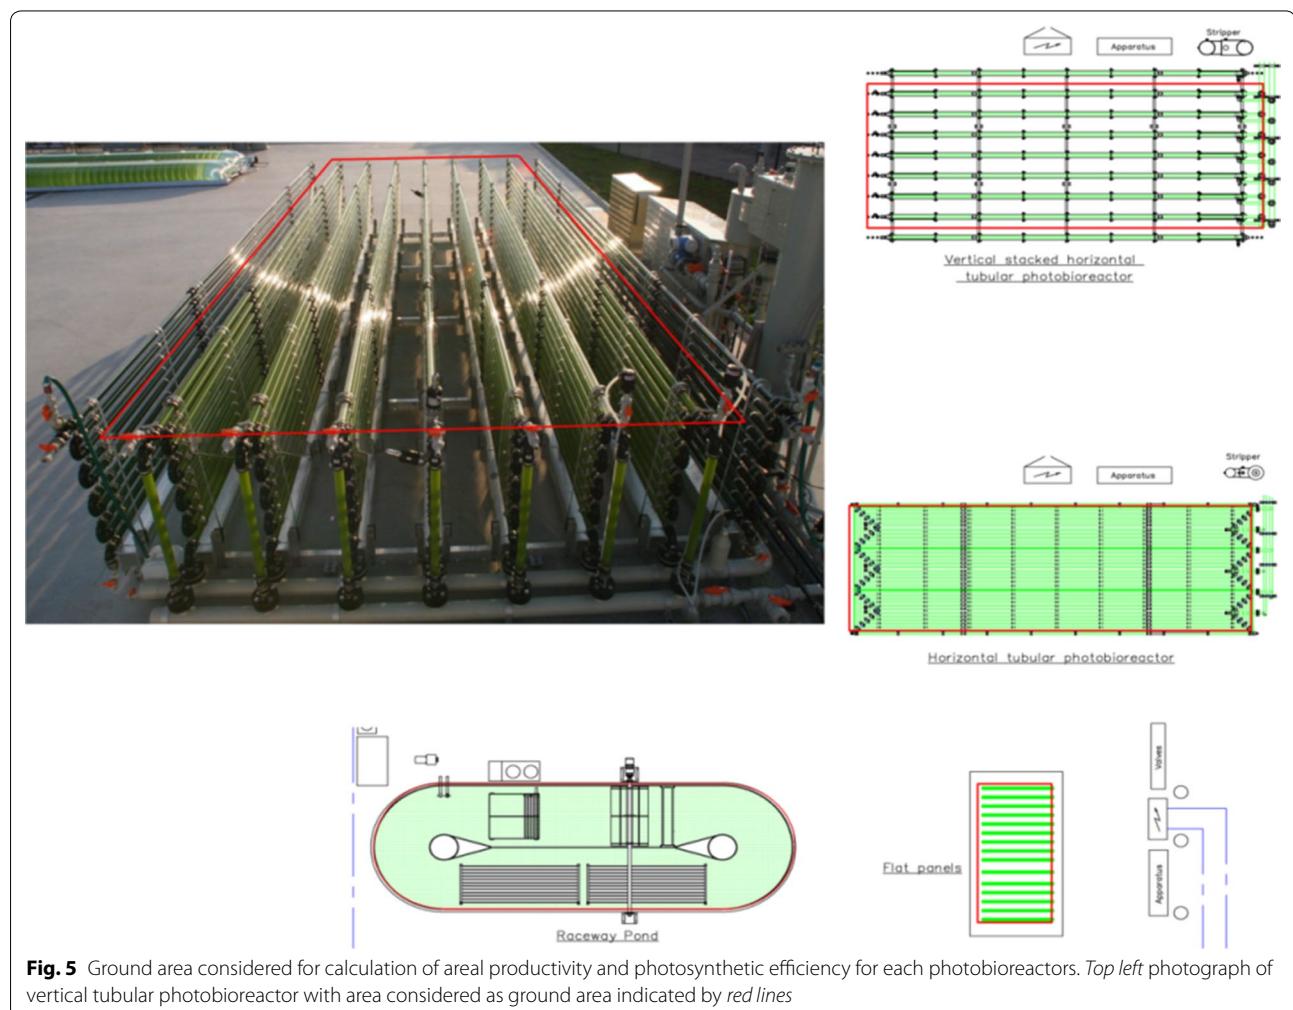 Stripper
Apparatus
Vertical stacked horizontal
tubular photobioreactor
Stripper
Apparatus
Horizontal tubular photobioreactor
Valves
Flat panels
Apparatus
Raceway Pond
Fig. 5 Ground area considered for calculation of areal productivity and photosynthetic efficiency for each photobioreactors. Top left photograph of
vertical tubular photobioreactor with area considered as ground area indicated by red lines